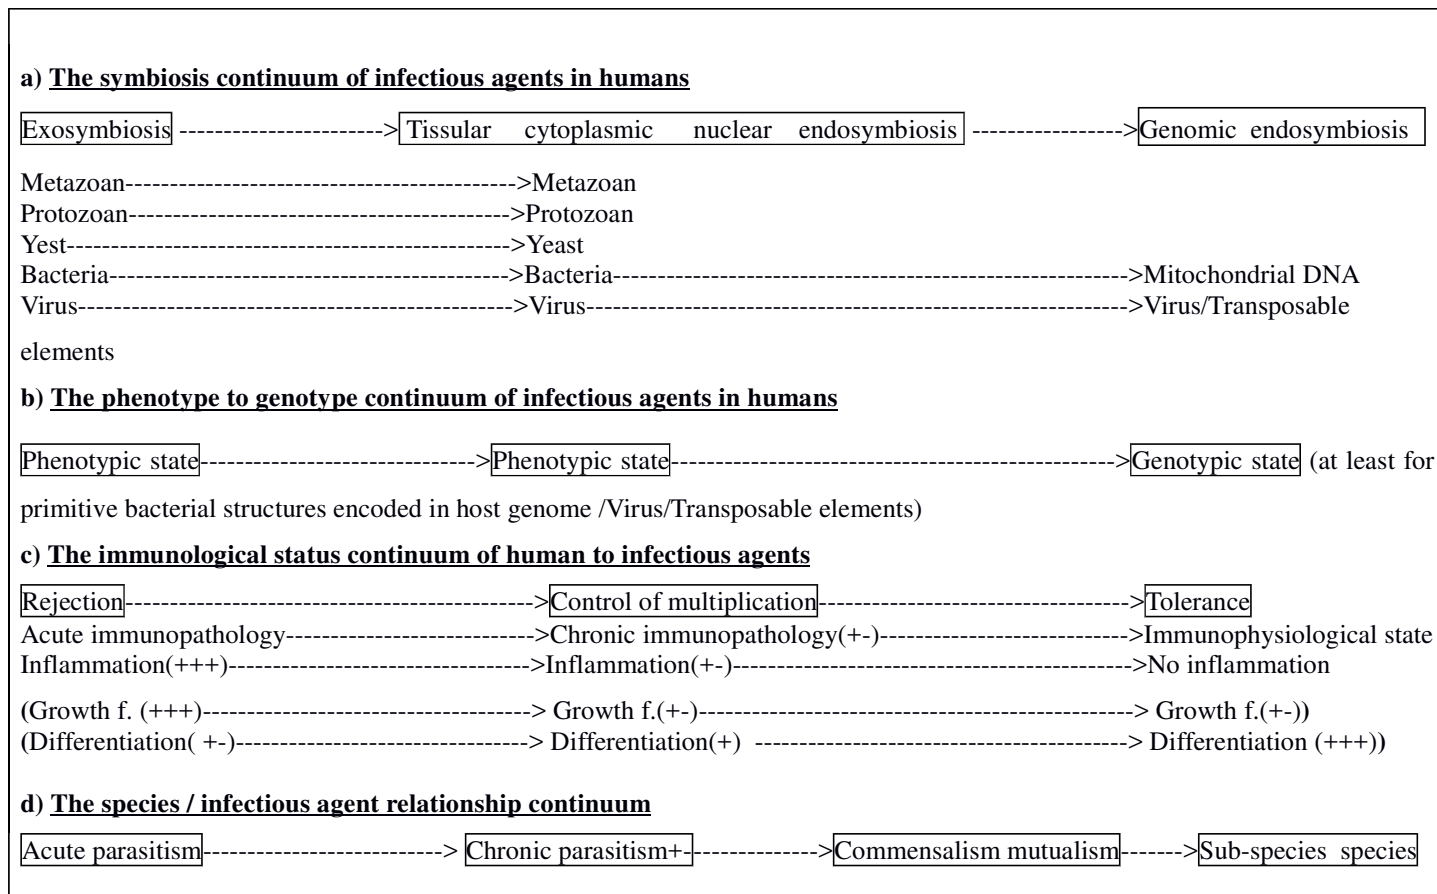 a) The symbiosis continuum of infectious agents in humans
Exosymbiosis ----------------------->Tissular cytoplasmic nuclear endosymbiosis ----------------->Genomic endosymbiosis
Metazoan-------------------------------------------->Metazoan
Protozoan------------------------------------------->Protozoan
Yest-------------------------------------------------->Yeast
Bacteria--------------------------------------------->Bacteria---------------------------------------------------------->Mitochondrial DNA
Virus------------------------------------------------->Virus------------------------------------------------------------->Virus/Transposable
elements
b) The phenotype to genotype continuum of infectious agents in humans
Phenotypic state------------------------------->Phenotypic state-------------------------------------------------->Genotypic state (at least for
primitive bacterial structures encoded in host genome /Virus/Transposable elements)
c) The immunological status continuum of human to infectious agents
Rejection---------------------------------------------->Control of multiplication----------------------------------->Tolerance
Acute immunopathology---------------------------->Chronic immunopathology(+-)---------------------------->Immunophysiological state
Inflammation(+++)----------------------------------->Inflammation(+-)--------------------------------------------->No inflammation
(Growth f. (+++)-------------------------------------> Growth f.(+-)-------------------------------------------------> Growth f.(+-))
(Differentiation( +-)---------------------------------> Differentiation(+) ------------------------------------------> Differentiation (+++))
d) The species / infectious agent relationship continuum
Acute parasitism---------------------------> Chronic parasitism+--------------->Commensalism mutualism------->Sub-species species